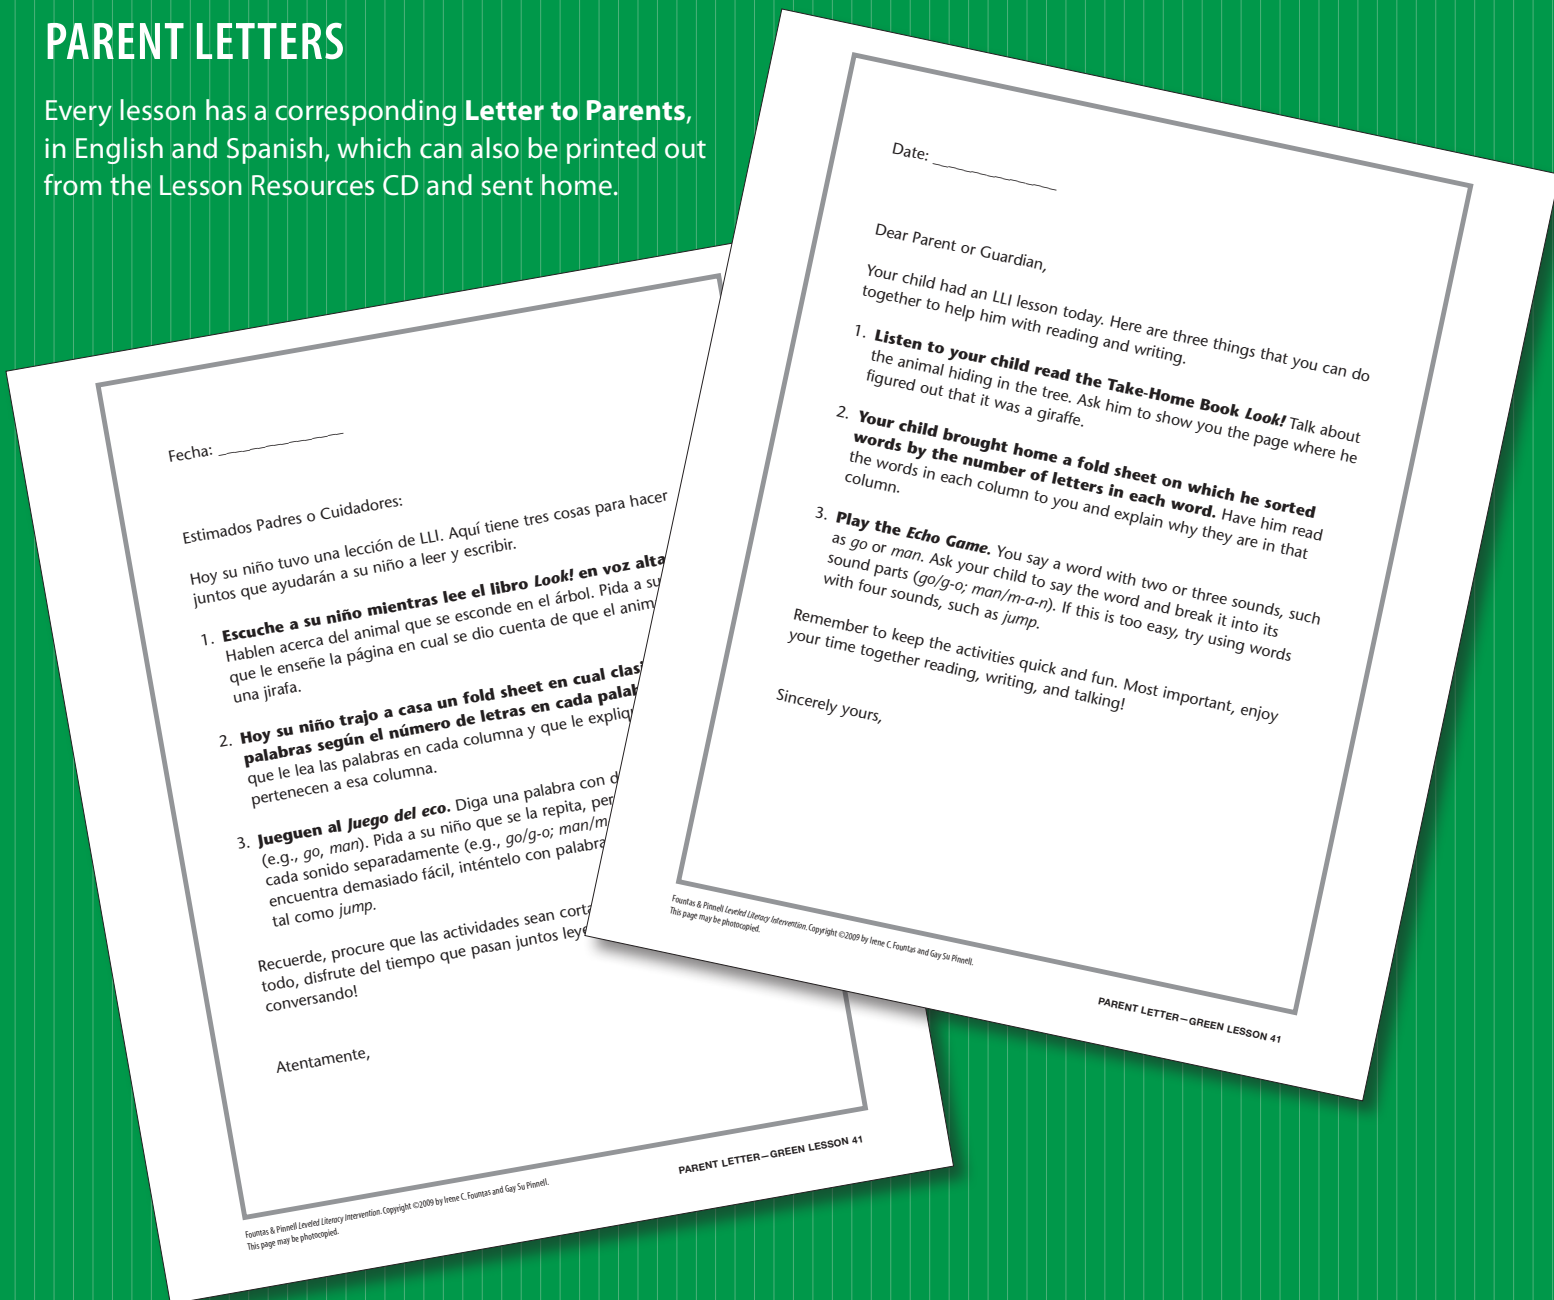 PARENT LETTERS
Every lesson has a corresponding Letter to Parents,
in English and Spanish, which can also be printed out
from the Lesson Resources CD and sent home.
Fecha: ______________
Estimados Padres o Cuidadores:
Hoy su niño tuvo una lección de LLI. Aquí tiene tres cosas para hacer
juntos que ayudarán a su niño a leer y escribir.
1. Escuche a su niño mientras lee el libro Look! en voz alta
Hablen acerca del animal que se esconde en el árbol. Pida a su
que le enseñe la página en cual se dio cuenta de que el anim
una jirafa.
2. Hoy su niño trajo a casa un fold sheet en cual clasi
palabras según el número de letras en cada palab
que le lea las palabras en cada columna y que le expliq
pertenecen a esa columna.
3. Jueguen al Juego del eco. Diga una palabra con d
(e.g., go, man). Pida a su niño que se la repita, per
cada sonido separadamente (e.g., go/g-o; man/m
encuentra demasiado fácil, inténtelo con palabra
tal como jump.
Recuerde, procure que las actividades sean corta
todo, disfrute del tiempo que pasan juntos leye
conversando!
Atentamente,
Fountas & Pinnell Leveled Literacy Intervention. Copyright ©2009 by Irene C. Fountas and Gay Su Pinnell.
This page may be photocopied.
PARENT LETTER—GREEN LESSON 41
Date: ______________
Dear Parent or Guardian,
Your child had an LLI lesson today. Here are three things that you can do
together to help him with reading and writing.
1. Listen to your child read the Take-Home Book Look! Talk about
the animal hiding in the tree. Ask him to show you the page where he
figured out that it was a giraffe.
2. Your child brought home a fold sheet on which he sorted
words by the number of letters in each word. Have him read
the words in each column to you and explain why they are in that
column.
3. Play the Echo Game. You say a word with two or three sounds, such
as go or man. Ask your child to say the word and break it into its
sound parts (go/g-o; man/m-a-n). If this is too easy, try using words
with four sounds, such as jump.
Remember to keep the activities quick and fun. Most important, enjoy
your time together reading, writing, and talking!
Sincerely yours,
Fountas & Pinnell Leveled Literacy Intervention. Copyright ©2009 by Irene C. Fountas and Gay Su Pinnell.
This page may be photocopied.
PARENT LETTER—GREEN LESSON 41